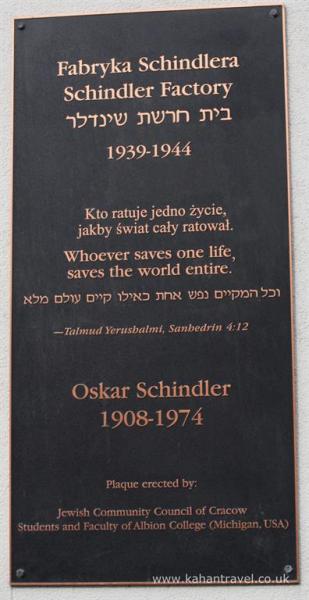 Fabryka Schindlera
Schindler Factory
בית חרשת שינדלר
1939-1944
Kto ratuje jedno życie,
jakby świat cały ratował.
Whoever saves one life,
saves the world entire.
וכל המקיים נפש אחת כאילו קיים עולם מלא
—Talmud Yerushalmi, Sanhedrin 4:12
Oskar Schindler
1908-1974
Plaque erected by:
Jewish Community Council of Cracow
Students and Faculty of Albion College (Michigan, USA)
www.kahantravel.co.uk